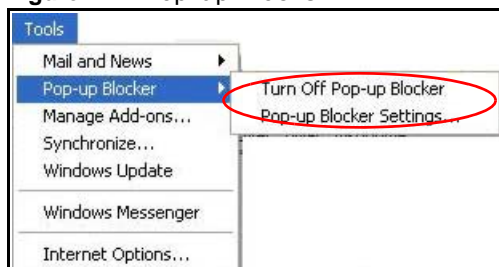 Tools
Mail and News
Pop-up Blocker
Turn Off Pop-up Blocker
Manage Add-ons...
Pop-up Blocker Settings...
Synchronize...
Windows Update
Windows Messenger
Internet Options...